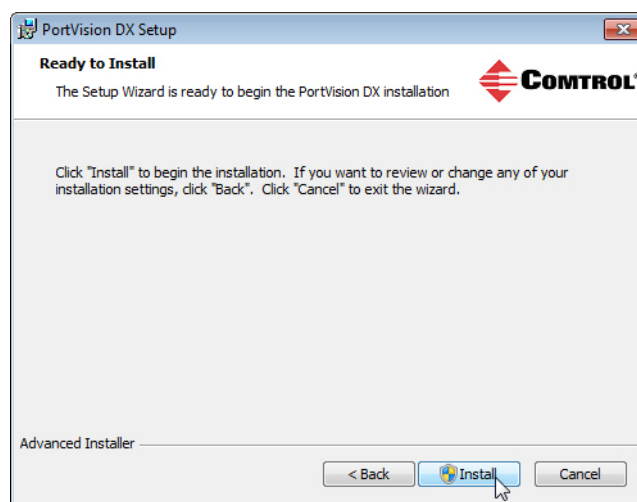 PortVision DX Setup
Ready to Install
The Setup Wizard is ready to begin the PortVision DX installation
COMTROL®
Click "Install" to begin the installation. If you want to review or change any of your
installation settings, click "Back". Click "Cancel" to exit the wizard.
Advanced Installer
< Back
Install
Cancel